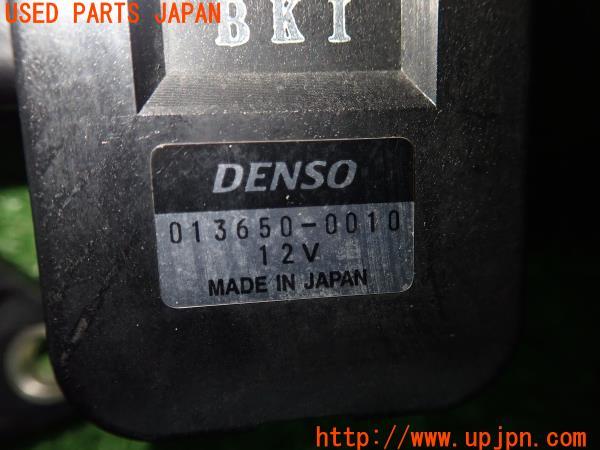 USED PARTS JAPAN
BKI
DENSO
013650-0010
12V
MADE IN JAPAN
http://www.upjpn.com